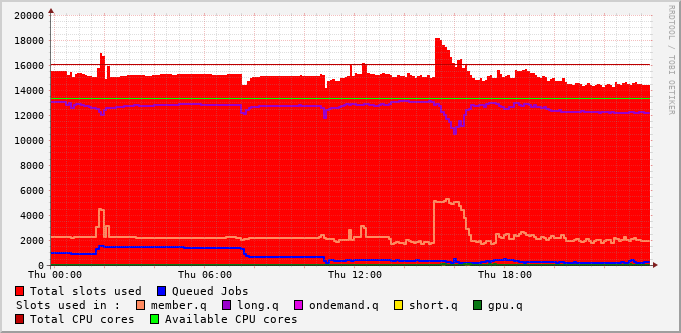 20000
18000
16000
14000
12000
10000
8000
6000
4000
2000
0
Thu 00:00 Thu 06:00 Thu 12:00 Thu 18:00
Total slots used Queued Jobs
Slots used in : member.q long.q ondemand.q short.q gpu.q
Total CPU cores Available CPU cores
RRDTOOL / TOBI OETIKER